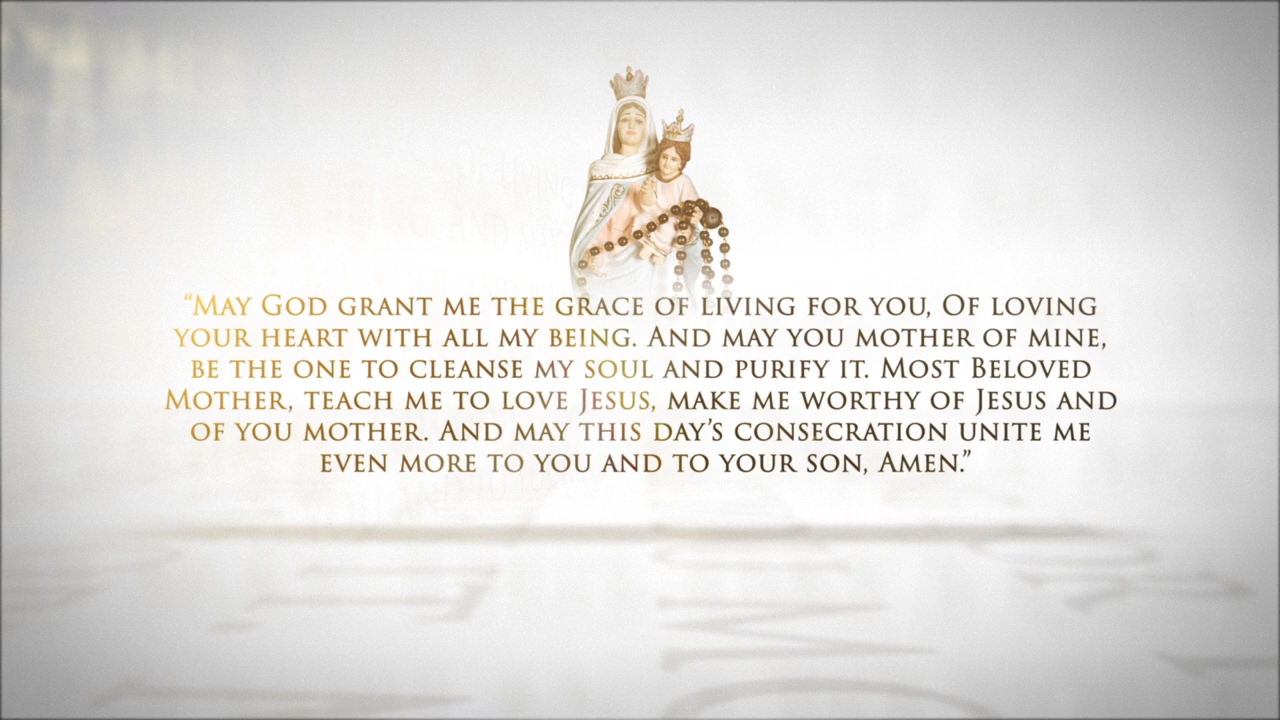 “May God grant me the grace of living for you, Of loving
your heart with all my being. And may you mother of mine,
be the one to cleanse my soul and purify it. Most Beloved
Mother, teach me to love Jesus, make me worthy of Jesus and
of you mother. And may this day’s consecration unite me
even more to you and to your son, Amen.”